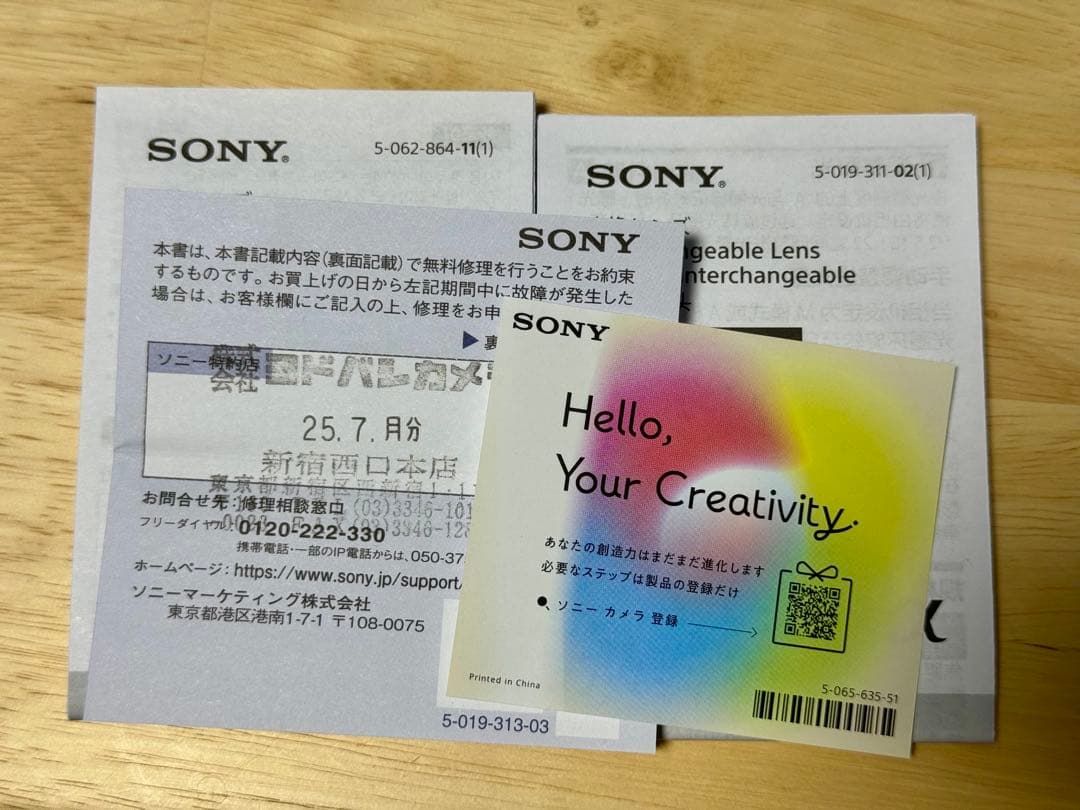 SONY®
5-062-864-11(1)
SONY®
5-019-311-02(1)
geable Lens
nterchangeable
SONY
本書は、本書記載内容(裏面記載)で無料修理を行うことをお約束
するものです。お買上げの日から左記期間中に故障が発生した
場合は、お客様欄にご記入の上、修理をお申
▶裏
ソニー特約店
株式会社 ヨドバシカメラ
25.7.月分
新宿西口本店
お問合せ先:修理相談窓口
フリーダイヤル 0120-222-330
携帯電話・一部のIP電話からは、050-37
ホームページ:https://www.sony.jp/support/
ソニーマーケティング株式会社
東京都港区港南1-7-1 〒108-0075
5-019-313-03
SONY
Hello,
Your Creativity.
あなたの創造力はまだまだ進化します
必要なステップは製品の登録だけ
ソニー カメラ 登録
Printed in China
5-065-635-51